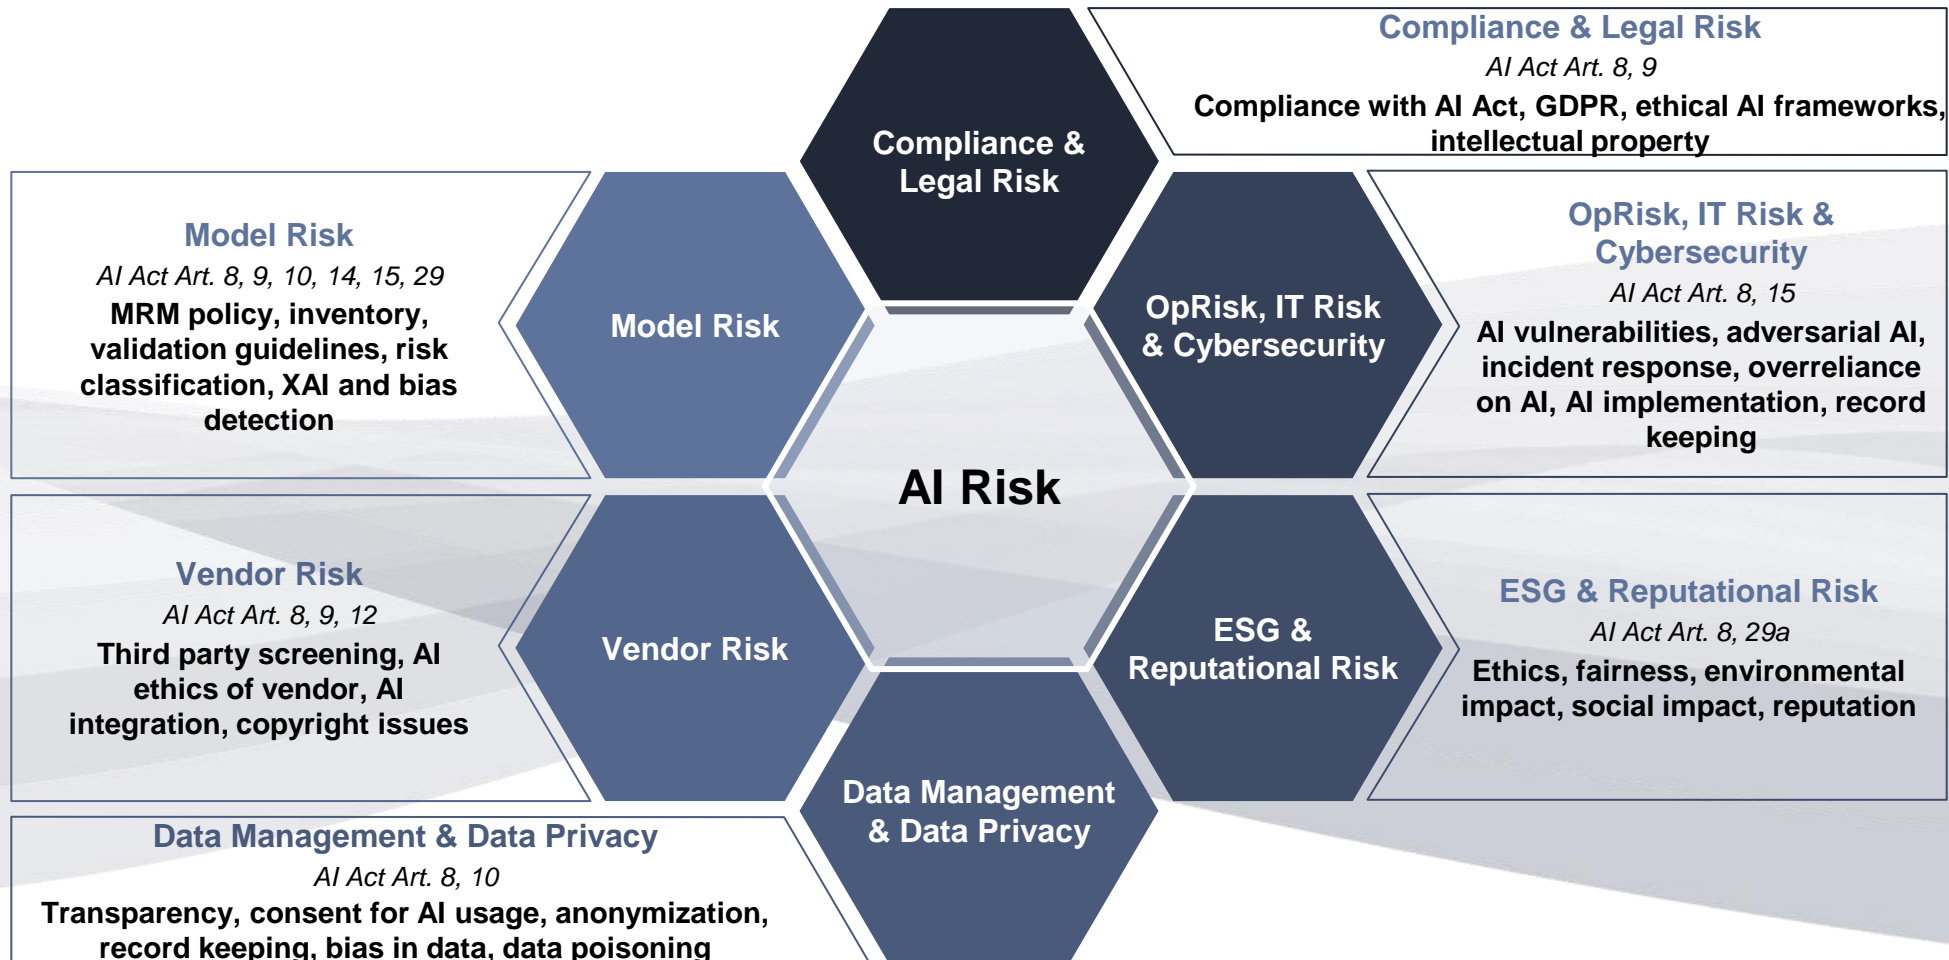 Compliance & Legal Risk
AI Act Art. 8, 9
Compliance with AI Act, GDPR, ethical AI frameworks,
intellectual property
Compliance &
Legal Risk
Model Risk
AI Act Art. 8, 9, 10, 14, 15, 29
MRM policy, inventory,
validation guidelines, risk
classification, XAI and bias
detection
Model Risk
OpRisk, IT Risk
& Cybersecurity
OpRisk, IT Risk &
Cybersecurity
AI Act Art. 8, 15
AI vulnerabilities, adversarial AI,
incident response, overreliance
on AI, AI implementation, record
keeping
AI Risk
Vendor Risk
AI Act Art. 8, 9, 12
Third party screening, AI
ethics of vendor, AI
integration, copyright issues
Vendor Risk
ESG &
Reputational Risk
ESG & Reputational Risk
AI Act Art. 8, 29a
Ethics, fairness, environmental
impact, social impact, reputation
Data Management
& Data Privacy
Data Management & Data Privacy
AI Act Art. 8, 10
Transparency, consent for AI usage, anonymization,
record keeping, bias in data, data poisoning